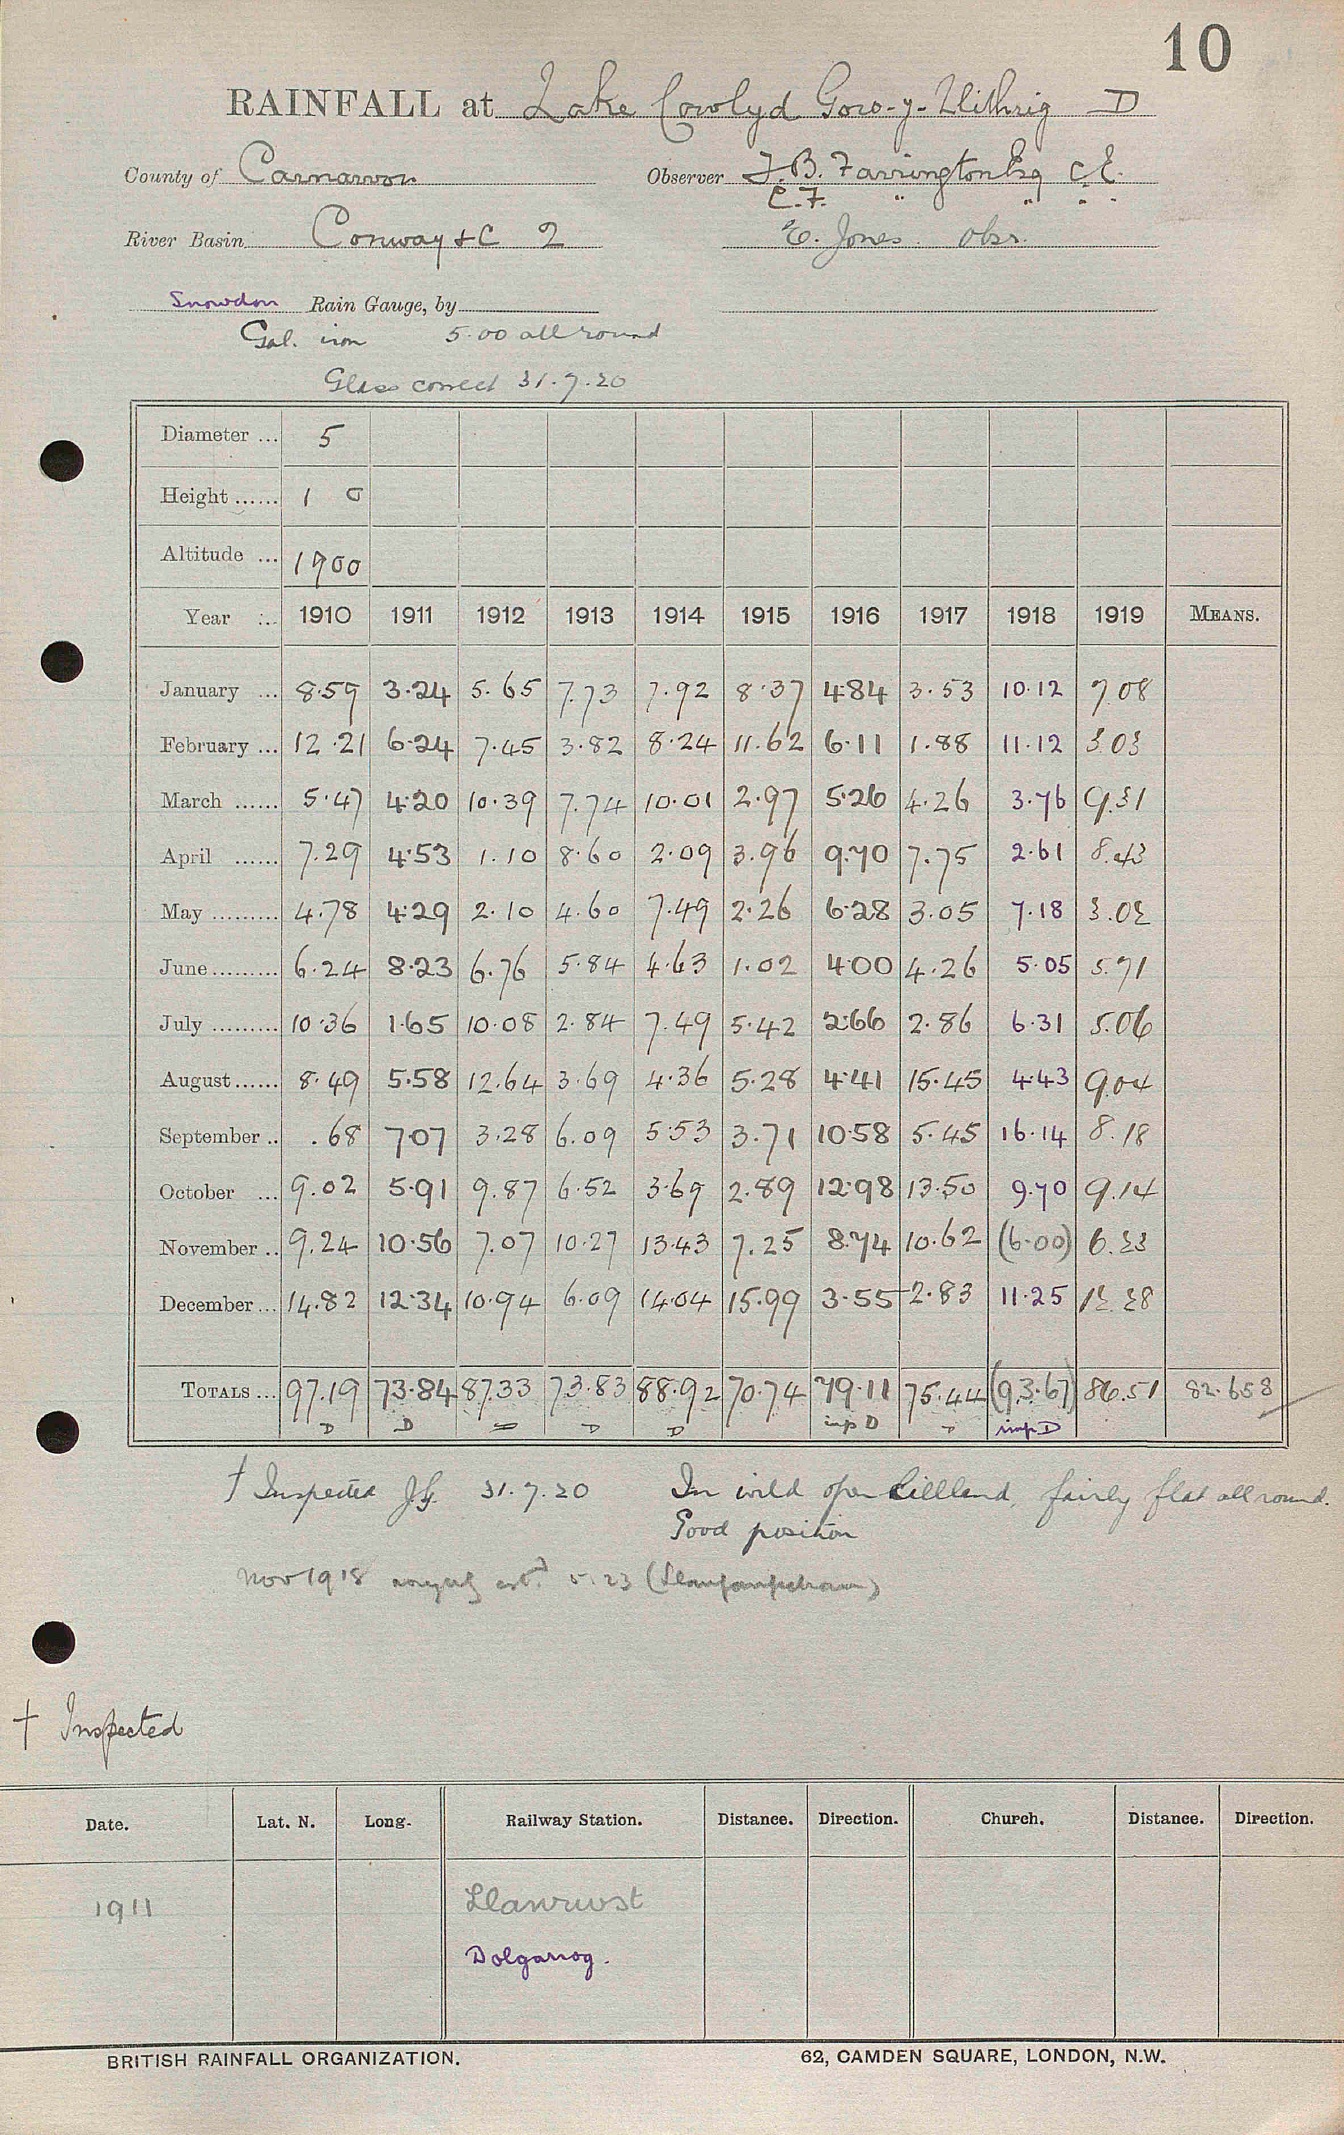 10
RAINFALL at Lake Cowlyd Gors-y-Llithrig D
County of Carnarvon Observer J.B. Farrington Esq C.E.
E.F. " " " "
River Basin Conway &c 2 E. Jones Obsr.
Snowdon Rain Gauge, by
Gal. iron 5.00 all round
Glass correct 31.7.20
Diameter ... 5
Height ...... 1 0
Altitude ... 1700
Year ... 1910 1911 1912 1913 1914 1915 1916 1917 1918 1919 MEANS.
January ... 8.59 3.24 5.65 7.73 7.92 8.37 4.84 3.53 10.12 7.08
February ... 12.21 6.24 7.45 3.82 8.24 11.62 6.11 1.88 11.12 3.03
March ...... 5.47 4.20 10.39 7.74 10.01 2.97 5.26 4.26 3.76 9.31
April ...... 7.29 4.53 1.10 8.60 2.09 3.96 9.70 7.75 2.61 8.43
May ......... 4.78 4.29 2.10 4.60 7.49 2.26 6.28 3.05 7.18 3.02
June......... 6.24 8.23 6.76 5.84 4.63 1.02 4.00 4.26 5.05 5.71
July ......... 10.36 1.65 10.08 2.84 7.49 5.42 2.66 2.86 6.31 5.06
August...... 8.49 5.58 12.64 3.69 4.36 5.28 4.41 15.45 4.43 9.04
September .. .68 7.07 3.28 6.09 5.53 3.71 10.58 5.45 16.14 8.18
October ... 9.02 5.91 9.87 6.52 3.69 2.89 12.98 13.50 9.70 9.14
November .. 9.24 10.56 7.07 10.27 13.43 7.25 8.74 10.62 (6.00) 6.23
December ... 14.82 12.34 10.94 6.09 14.04 15.99 3.55 2.83 11.25 12.28
TOTALS ... 97.19 73.84 87.33 73.83 88.92 70.74 79.11 75.44 (93.67) 86.51 82.658
D D D D D imp D D imp D
† Inspected 31.7.20 In wild open hillland, fairly flat all round.
Good position
Nov 1918 estd 5.23
† Inspected
Date. Lat. N. Long. Railway Station. Distance. Direction. Church. Distance. Direction.
1911 Llanrwst
Dolgarrog.
BRITISH RAINFALL ORGANIZATION. 62, CAMDEN SQUARE, LONDON, N.W.